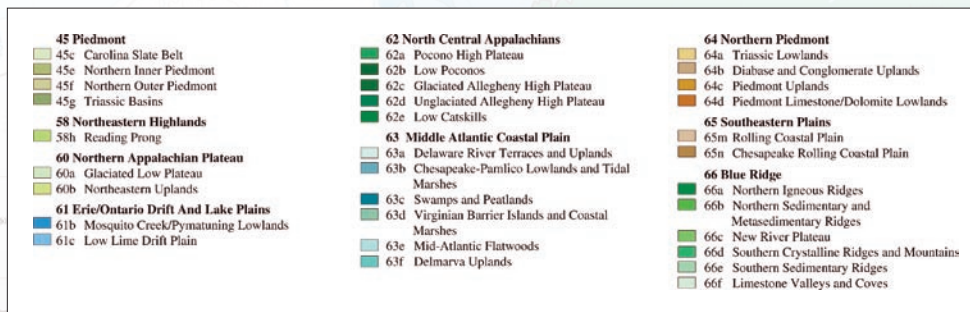 45 Piedmont
45c Carolina Slate Belt
45e Northern Inner Piedmont
45f Northern Outer Piedmont
45g Triassic Basins
58 Northeastern Highlands
58h Reading Prong
60 Northern Appalachian Plateau
60a Glaciated Low Plateau
60b Northeastern Uplands
61 Erie/Ontario Drift And Lake Plains
61b Mosquito Creek/Pymatuning Lowlands
61c Low Lime Drift Plain
62 North Central Appalachians
62a Pocono High Plateau
62b Low Poconos
62c Glaciated Allegheny High Plateau
62d Unglaciated Allegheny High Plateau
62e Low Catskills
63 Middle Atlantic Coastal Plain
63a Delaware River Terraces and Uplands
63b Chesapeake-Pamlico Lowlands and Tidal
Marshes
63c Swamps and Peatlands
63d Virginian Barrier Islands and Coastal
Marshes
63e Mid-Atlantic Flatwoods
63f Delmarva Uplands
64 Northern Piedmont
64a Triassic Lowlands
64b Diabase and Conglomerate Uplands
64c Piedmont Uplands
64d Piedmont Limestone/Dolomite Lowlands
65 Southeastern Plains
65m Rolling Coastal Plain
65n Chesapeake Rolling Coastal Plain
66 Blue Ridge
66a Northern Igneous Ridges
66b Northern Sedimentary and
Metasedimentary Ridges
66c New River Plateau
66d Southern Crystalline Ridges and Mountains
66e Southern Sedimentary Ridges
66f Limestone Valleys and Coves